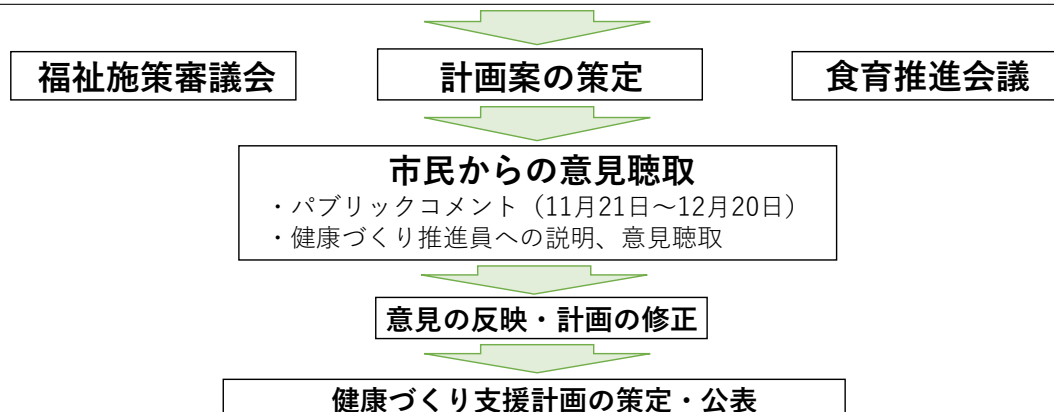 福祉施策審議会
計画案の策定
食育推進会議
市民からの意見聴取
・パブリックコメント（11月21日～12月20日）
・健康づくり推進員への説明、意見聴取
意見の反映・計画の修正
健康づくり支援計画の策定・公表